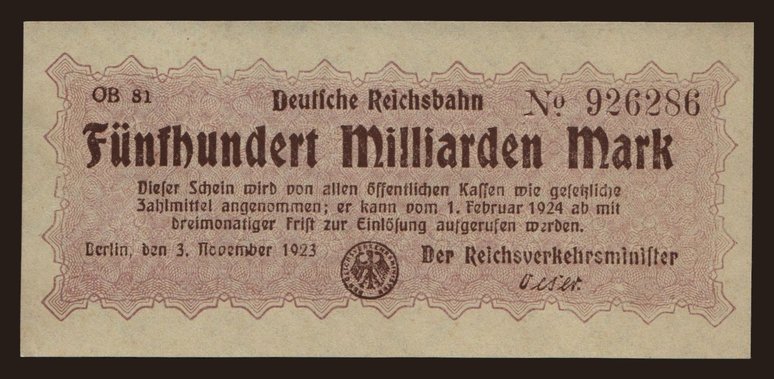 OB 81
Deutſche Reichsbahn
No 926286
Fünfhundert Milliarden Mark
Dieſer Schein wird von allen öffentlichen Kaſſen wie geſetzliche
Zahlmittel angenommen; er kann vom 1. Februar 1924 ab mit
dreimonatiger Friſt zur Einlöſung aufgerufen werden.
Berlin, den 3. November 1923
Der Reichsverkehrsminiſter
Oeser.